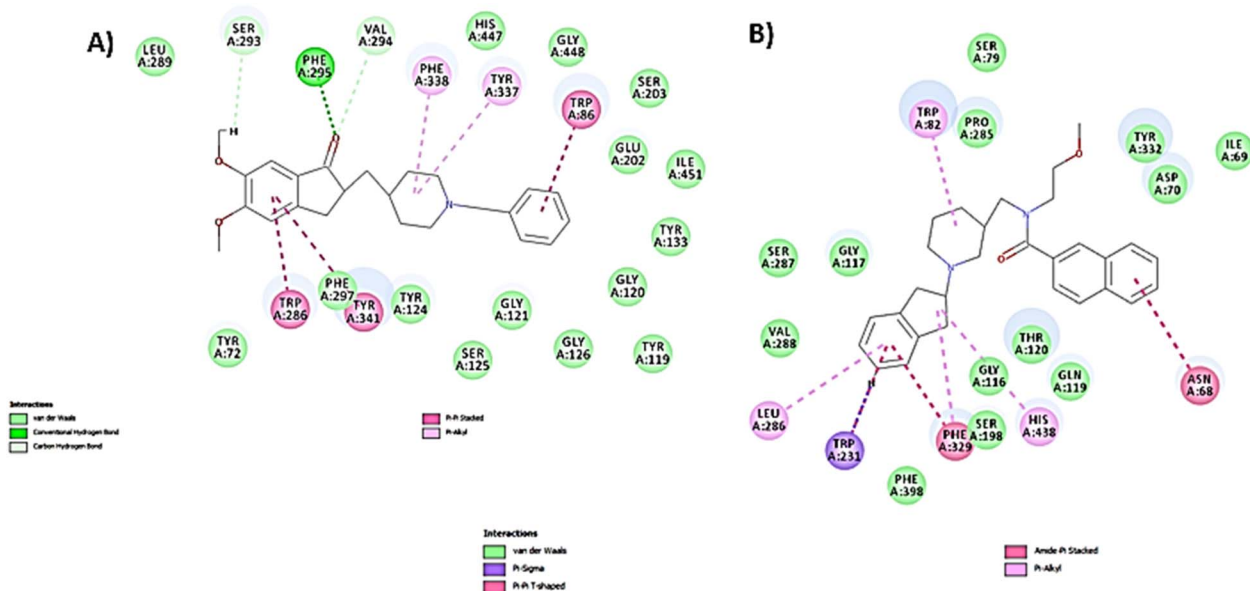 A)
LEU
A:289
SER
A:293
PHE
A:295
VAL
A:294
HIS
A:447
GLY
A:448
PHE
A:338
TYR
A:337
TRP
A:86
SER
A:203
GLU
A:202
ILE
A:451
TYR
A:133
GLY
A:120
TYR
A:119
GLY
A:126
GLY
A:121
SER
A:125
TYR
A:124
TYR
A:341
PHE
A:297
TRP
A:286
TYR
A:72
H
O
O
O
N
Interactions
van der Waals
Conventional Hydrogen Bond
Carbon Hydrogen Bond
Pi-Pi Stacked
Pi-Alkyl
B)
SER
A:79
TRP
A:82
PRO
A:285
TYR
A:332
ASP
A:70
ILE
A:69
SER
A:287
GLY
A:117
VAL
A:288
THR
A:120
GLY
A:116
GLN
A:119
ASN
A:68
LEU
A:286
TRP
A:231
PHE
A:329
SER
A:198
HIS
A:438
PHE
A:398
O
N
O
N
H
Interactions
van der Waals
Pi-Sigma
Pi-Pi T-shaped
Amide-Pi Stacked
Pi-Alkyl